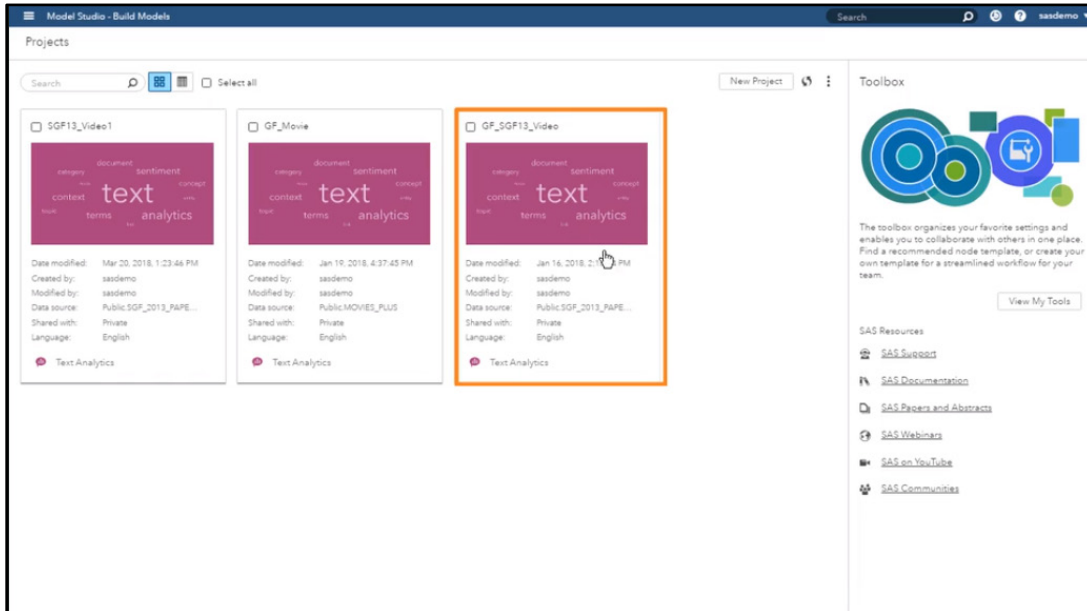 Model Studio - Build Models
Search
sasdemo
Projects
Search
Select all
New Project
SGF13_Video1
document
category
sentiment
concept
context
text
topic
terms
analytics
Date modified: Mar 20, 2018, 1:23:46 PM
Created by: sasdemo
Modified by: sasdemo
Data source: Public.SGF_2013_PAPE...
Shared with: Private
Language: English
Text Analytics
GF_Movie
document
category
sentiment
concept
context
text
topic
terms
analytics
Date modified: Jan 19, 2018, 4:37:45 PM
Created by: sasdemo
Modified by: sasdemo
Data source: Public.MOVIES_PLUS
Shared with: Private
Language: English
Text Analytics
GF_SGF13_Video
document
category
sentiment
concept
context
text
topic
terms
analytics
Date modified: Jan 16, 2018, PM
Created by: sasdemo
Modified by: sasdemo
Data source: Public.SGF_2013_PAPE...
Shared with: Private
Language: English
Text Analytics
Toolbox
The toolbox organizes your favorite settings and
enables you to collaborate with others in one place.
Find a recommended node template, or create your
own template for a streamlined workflow for your
team.
View My Tools
SAS Resources
SAS Support
SAS Documentation
SAS Papers and Abstracts
SAS Webinars
SAS on YouTube
SAS Communities